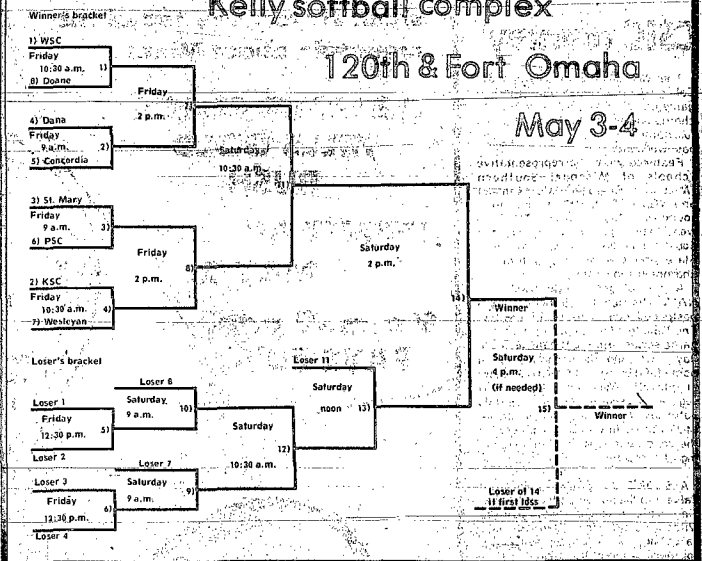 Kelly softball complex
120th & Fort Omaha
May 3-4
Winner's bracket
1) WSC
Friday
10:30 a.m.
1)
8) Doane
4) Dana
Friday
9 a.m.
2)
5) Concordia
3) St. Mary
Friday
9 a.m.
3)
6) PSC
2) KSC
Friday
10:30 a.m.
4)
7) Wesleyan
Friday
2 p.m.
7)
Friday
2 p.m.
8)
Saturday
10:30 a.m.
Saturday
2 p.m.
14)
Winner
Saturday
4 p.m.
(if needed)
15)
Winner
Loser of 14
if first loss
Loser's bracket
Loser 1
Friday
12:30 p.m.
5)
Loser 2
Loser 3
Friday
12:30 p.m.
6)
Loser 4
Loser 8
Saturday
9 a.m.
10)
Loser 7
Saturday
9 a.m.
9)
Saturday
10:30 a.m.
12)
Loser 11
Saturday
noon
13)